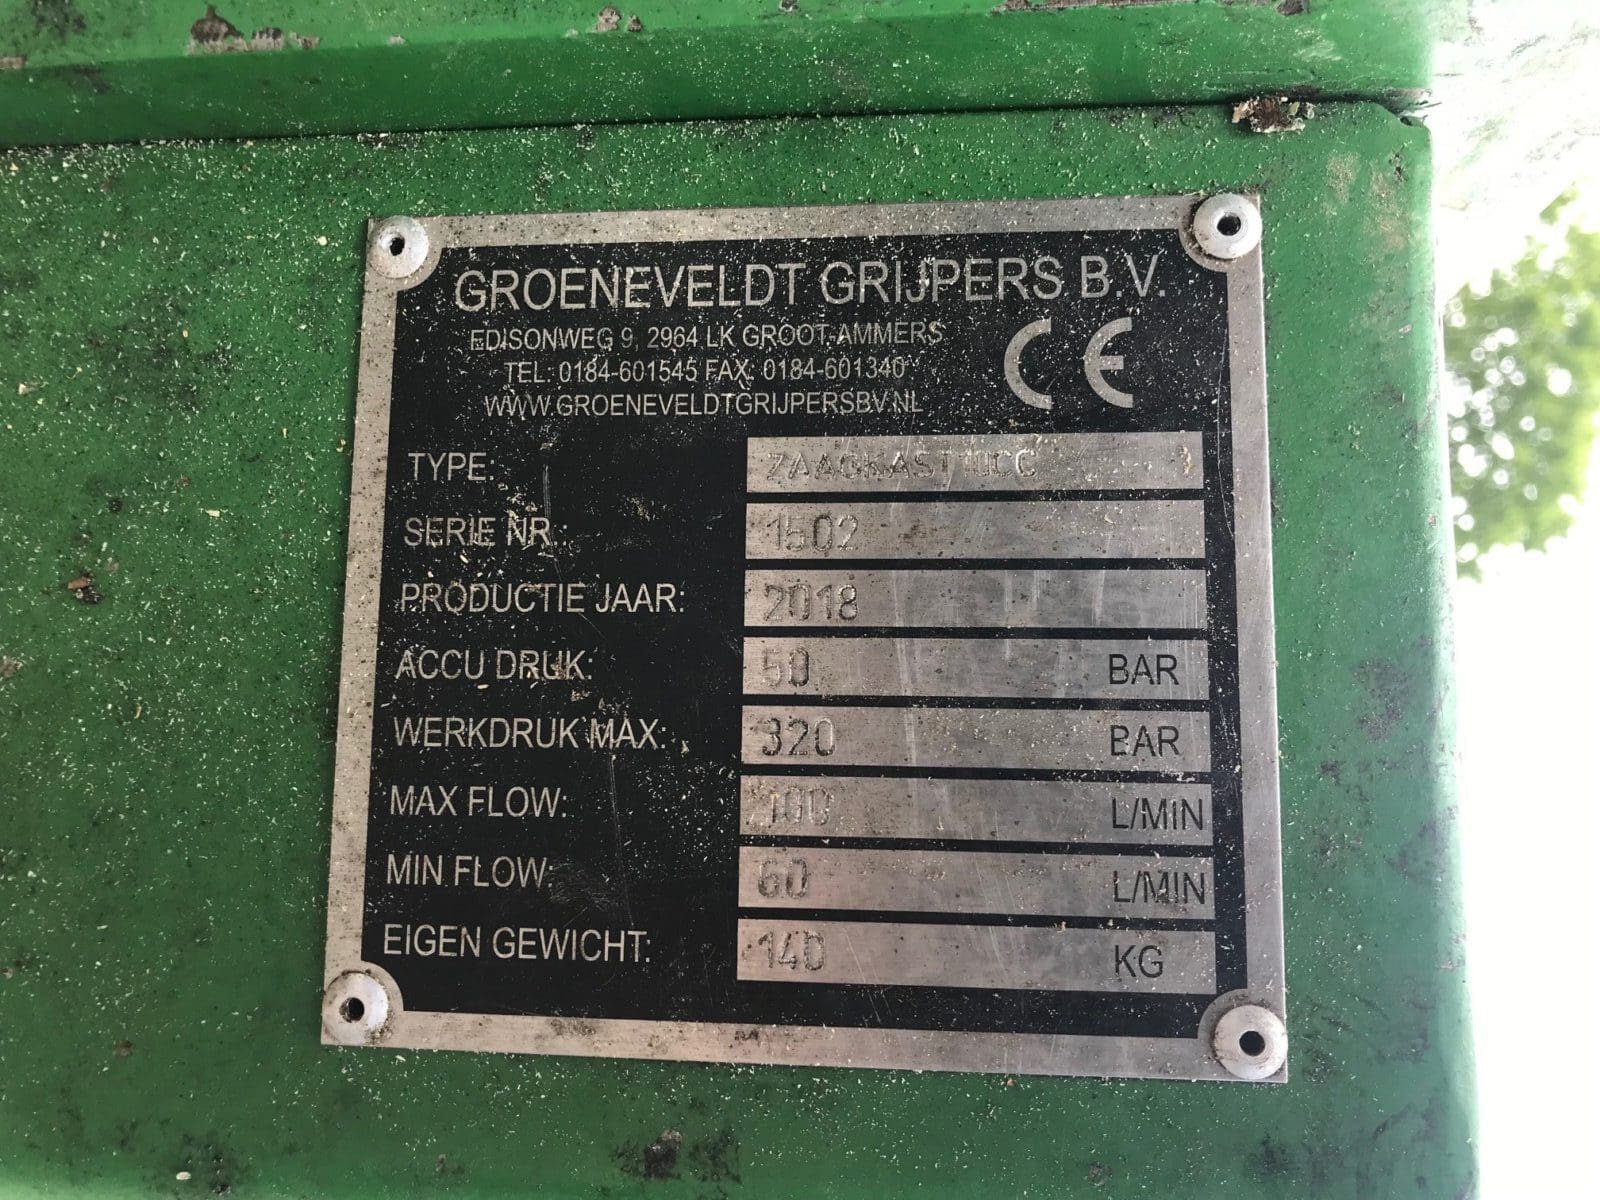 GROENEVELDT GRIJPERS B.V.
EDISONWEG 9, 2964 LK GROOT-AMMERS
TEL: 0184-601545 FAX: 0184-601340
WWW.GROENEVELDTGRIJPERSBV.NL
CE
TYPE: ZAAGKAST10CC
SERIE NR.: 1502
PRODUCTIE JAAR: 2018
ACCU DRUK: 50 BAR
WERKDRUK MAX: 320 BAR
MAX FLOW: 100 L/MIN
MIN FLOW: 60 L/MIN
EIGEN GEWICHT: 140 KG